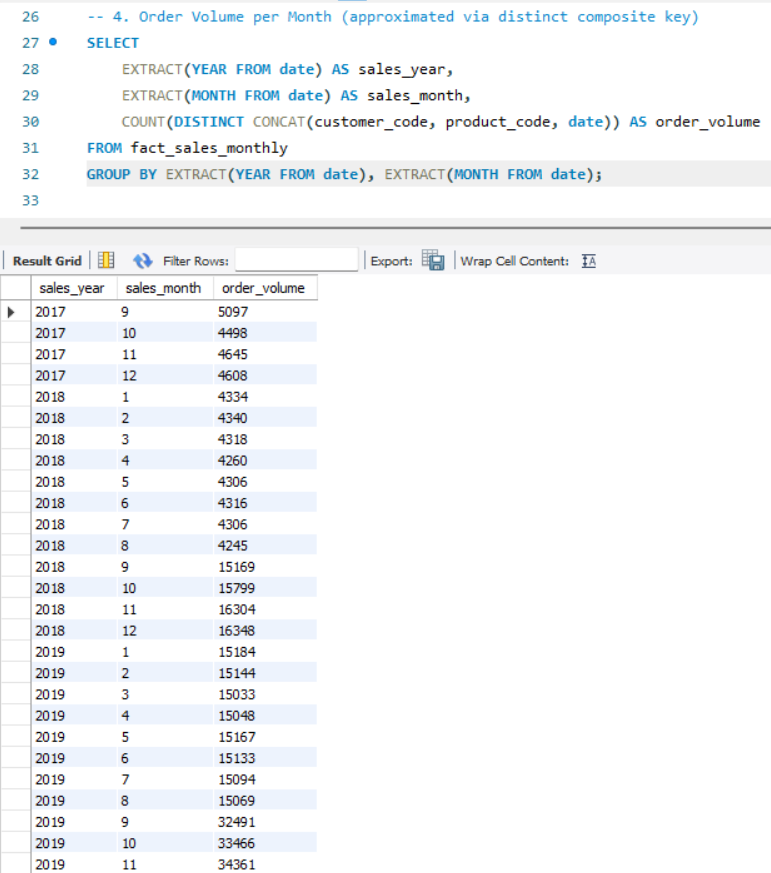 26 -- 4. Order Volume per Month (approximated via distinct composite key)
27 SELECT
28 EXTRACT(YEAR FROM date) AS sales_year,
29 EXTRACT(MONTH FROM date) AS sales_month,
30 COUNT(DISTINCT CONCAT(customer_code, product_code, date)) AS order_volume
31 FROM fact_sales_monthly
32 GROUP BY EXTRACT(YEAR FROM date), EXTRACT(MONTH FROM date);
33
Result Grid Filter Rows: Export: Wrap Cell Content: IA
sales_year sales_month order_volume
2017 9 5097
2017 10 4498
2017 11 4645
2017 12 4608
2018 1 4334
2018 2 4340
2018 3 4318
2018 4 4260
2018 5 4306
2018 6 4316
2018 7 4306
2018 8 4245
2018 9 15169
2018 10 15799
2018 11 16304
2018 12 16348
2019 1 15184
2019 2 15144
2019 3 15033
2019 4 15048
2019 5 15167
2019 6 15133
2019 7 15094
2019 8 15069
2019 9 32491
2019 10 33466
2019 11 34361